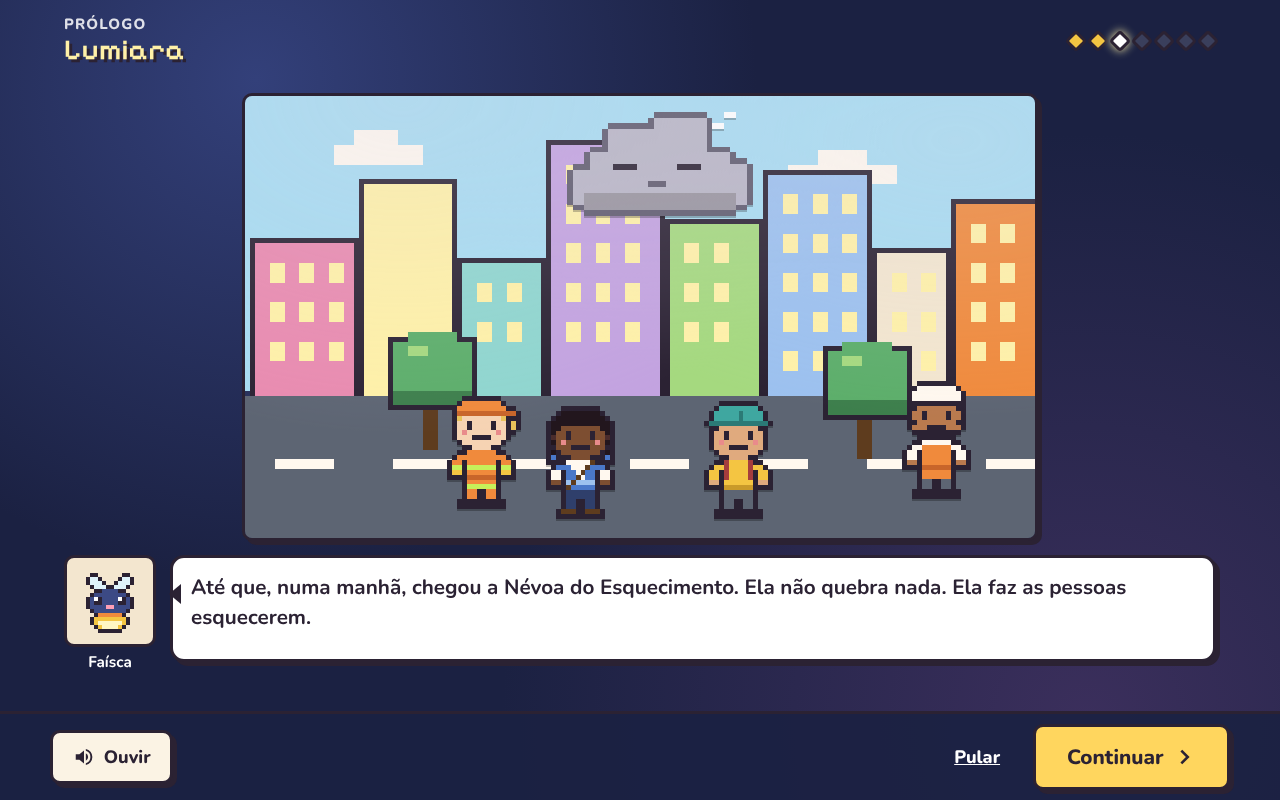 PRÓLOGO
Lumiara
Até que, numa manhã, chegou a Névoa do Esquecimento. Ela não quebra nada. Ela faz as pessoas
esquecerem.
Faísca
Ouvir
Pular
Continuar